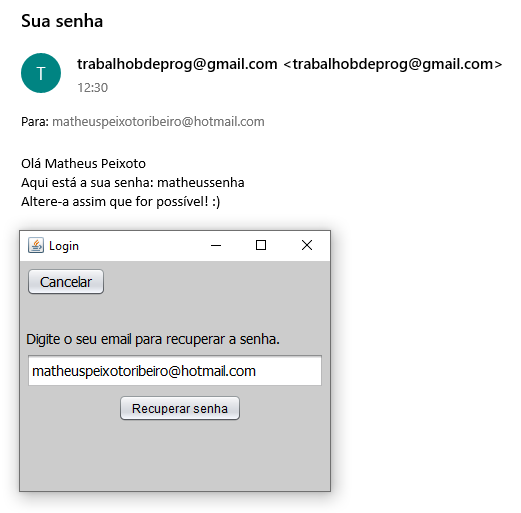 Sua senha
T
trabalhobdeprog@gmail.com <trabalhobdeprog@gmail.com>
12:30
Para: matheuspeixotoribeiro@hotmail.com
Olá Matheus Peixoto
Aqui está a sua senha: matheussenha
Altere-a assim que for possível! :)
Login
Cancelar
Digite o seu email para recuperar a senha.
matheuspeixotoribeiro@hotmail.com
Recuperar senha